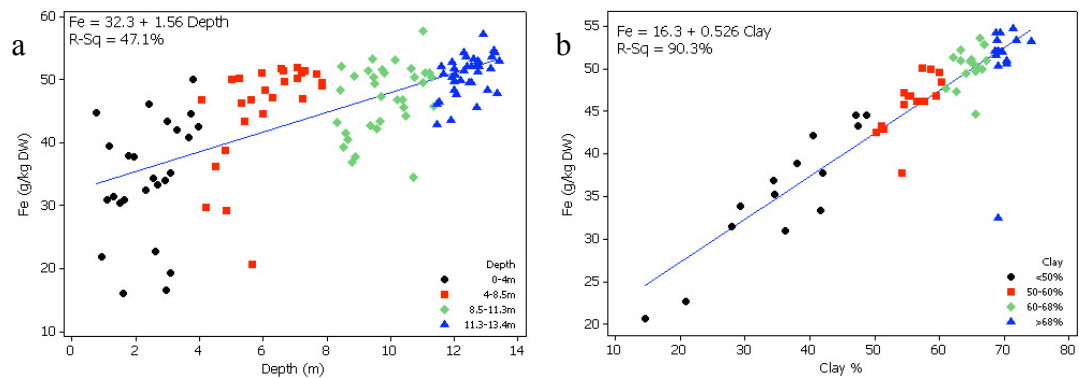 a
Fe = 32.3 + 1.56 Depth
R-Sq = 47.1%
60
50
40
30
20
10
Fe (g/kg DW)
0
2
4
6
8
10
12
14
Depth (m)
Depth
0-4m
4-8.5m
8.5-11.3m
11.3-13.4m
b
Fe = 16.3 + 0.526 Clay
R-Sq = 90.3%
55
50
45
40
35
30
25
20
Fe (g/kg DW)
10
20
30
40
50
60
70
80
Clay %
Clay
<50%
50-60%
60-68%
>68%